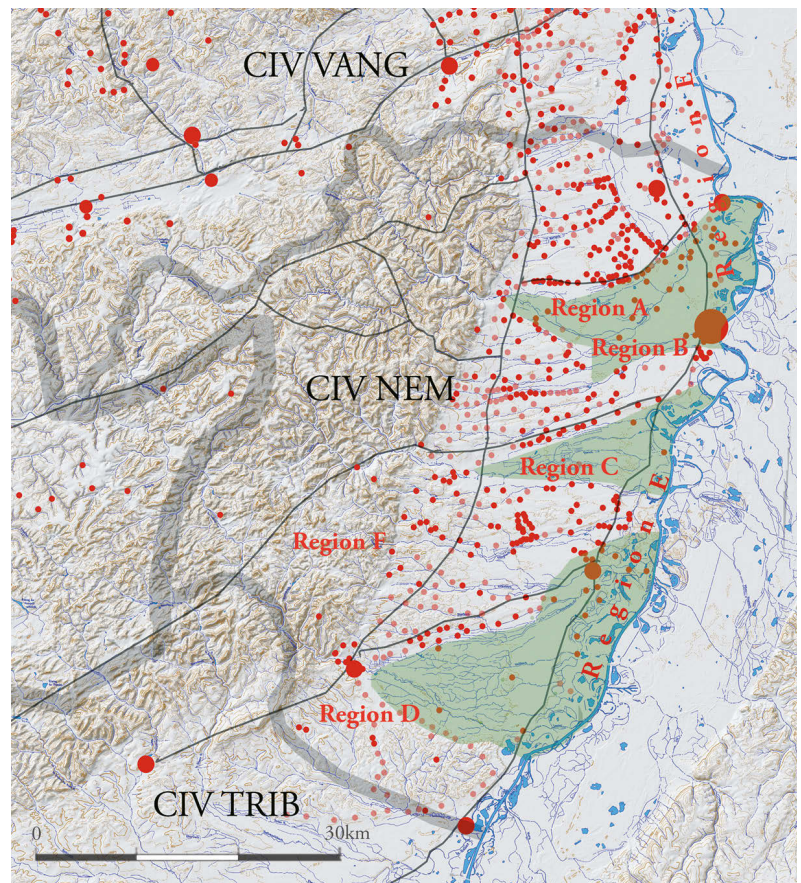 CIV VANG
Region E
Region A
Region B
CIV NEM
Region C
Region E
Region F
Region D
CIV TRIB
0
30km